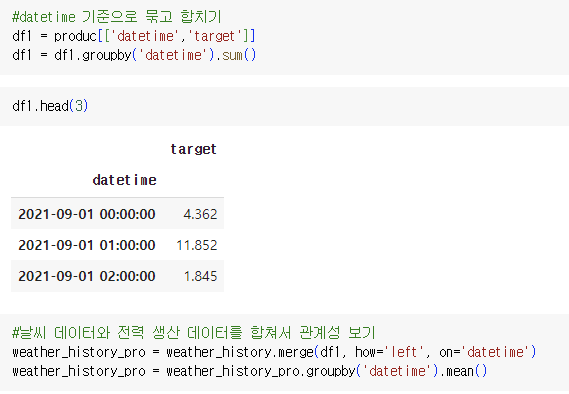 #datetime 기준으로 묶고 합치기
df1 = produc[['datetime','target']]
df1 = df1.groupby('datetime').sum()
df1.head(3)
target
datetime
2021-09-01 00:00:00 4.362
2021-09-01 01:00:00 11.852
2021-09-01 02:00:00 1.845
#날씨 데이터와 전력 생산 데이터를 합쳐서 관계성 보기
weather_history_pro = weather_history.merge(df1, how='left', on='datetime')
weather_history_pro = weather_history_pro.groupby('datetime').mean()